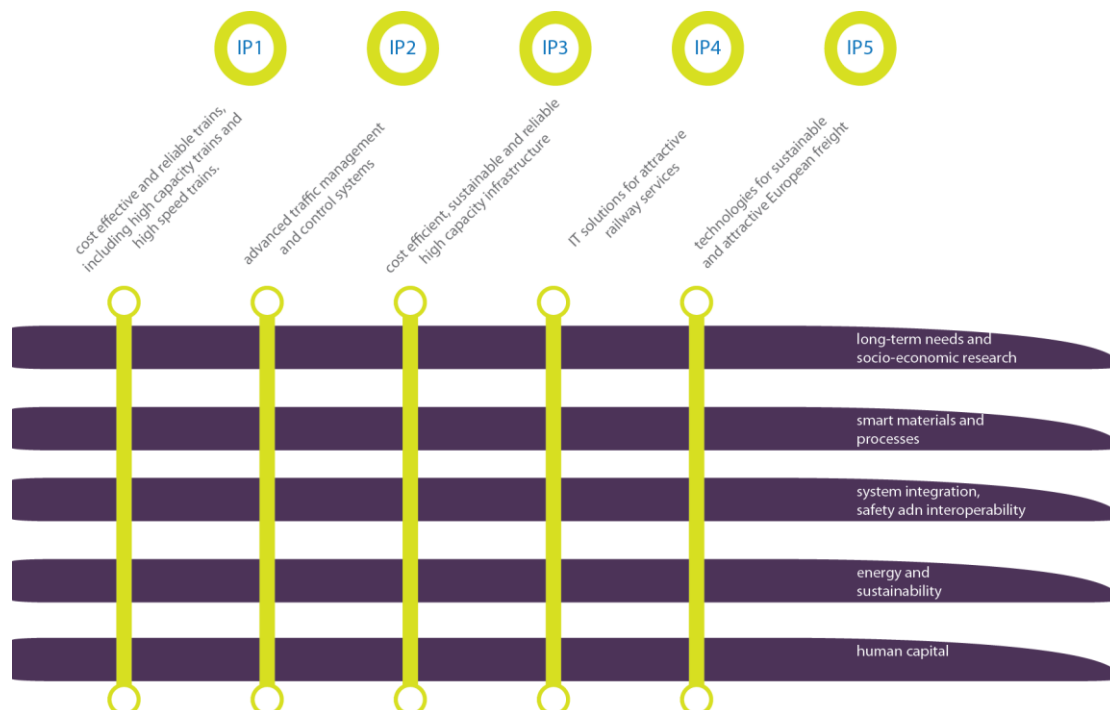 IP1
IP2
IP3
IP4
IP5
cost effective and reliable trains,
including high capacity trains and
high speed trains.
advanced traffic management
and control systems
cost efficient, sustainable and reliable
high capacity infrastructure
IT solutions for attractive
railway services
technologies for sustainable
and attractive European freight
long-term needs and
socio-economic research
smart materials and
processes
system integration,
safety adn interoperability
energy and
sustainability
human capital